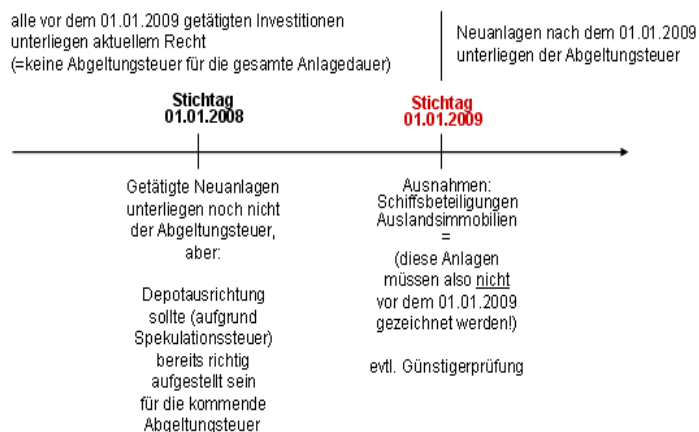 alle vor dem 01.01.2009 getätigten Investitionen
unterliegen aktuellem Recht
(=keine Abgeltungsteuer für die gesamte Anlagedauer)
Neuanlagen nach dem 01.01.2009
unterliegen der Abgeltungsteuer
Stichtag
01.01.2008
Stichtag
01.01.2009
Getätigte Neuanlagen
unterliegen noch nicht
der Abgeltungsteuer,
aber:
Depotausrichtung
sollte (aufgrund
Spekulationssteuer)
bereits richtig
aufgestellt sein
für die kommende
Abgeltungsteuer
Ausnahmen:
Schiffsbeteiligungen
Auslandsimmobilien
=
(diese Anlagen
müssen also nicht
vor dem 01.01.2009
gezeichnet werden!)
evtl. Günstigerprüfung